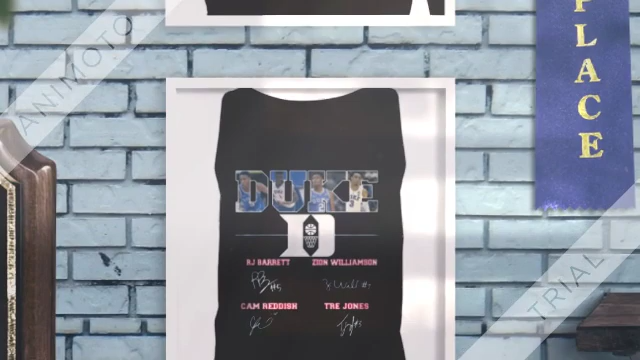 ANIMOTO
PLACE
DUKE
D
RJ BARRETT ZION WILLIAMSON
CAM REDDISH TRE JONES
TRIAL